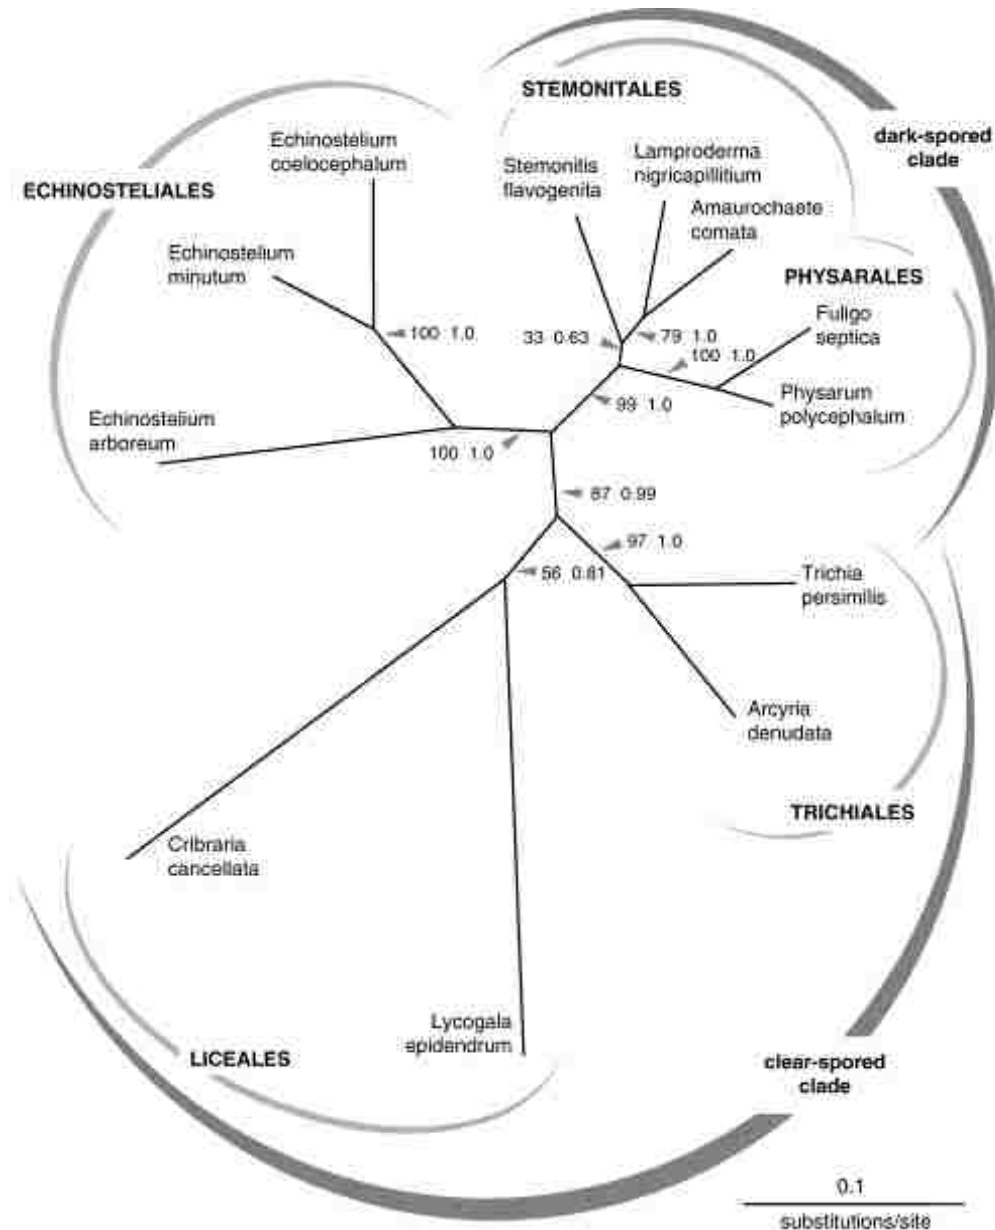 STEMONITALES
dark-spored
clade
Echinostelium
coelocephalum
Stemonitis
flavogenita
Lamproderma
nigricapillitium
ECHINOSTELIALES
Amaurochaete
comata
Echinostelium
minutum
PHYSARALES
Fuligo
septica
100 1.0
33 0.63
79 1.0
100 1.0
Physarum
polycephalum
99 1.0
Echinostelium
arboreum
100 1.0
87 0.99
97 1.0
56 0.81
Trichia
persimilis
Arcyria
denudata
TRICHIALES
Cribraria
cancellata
Lycogala
epidendrum
LICEALES
clear-spored
clade
0.1
substitutions/site